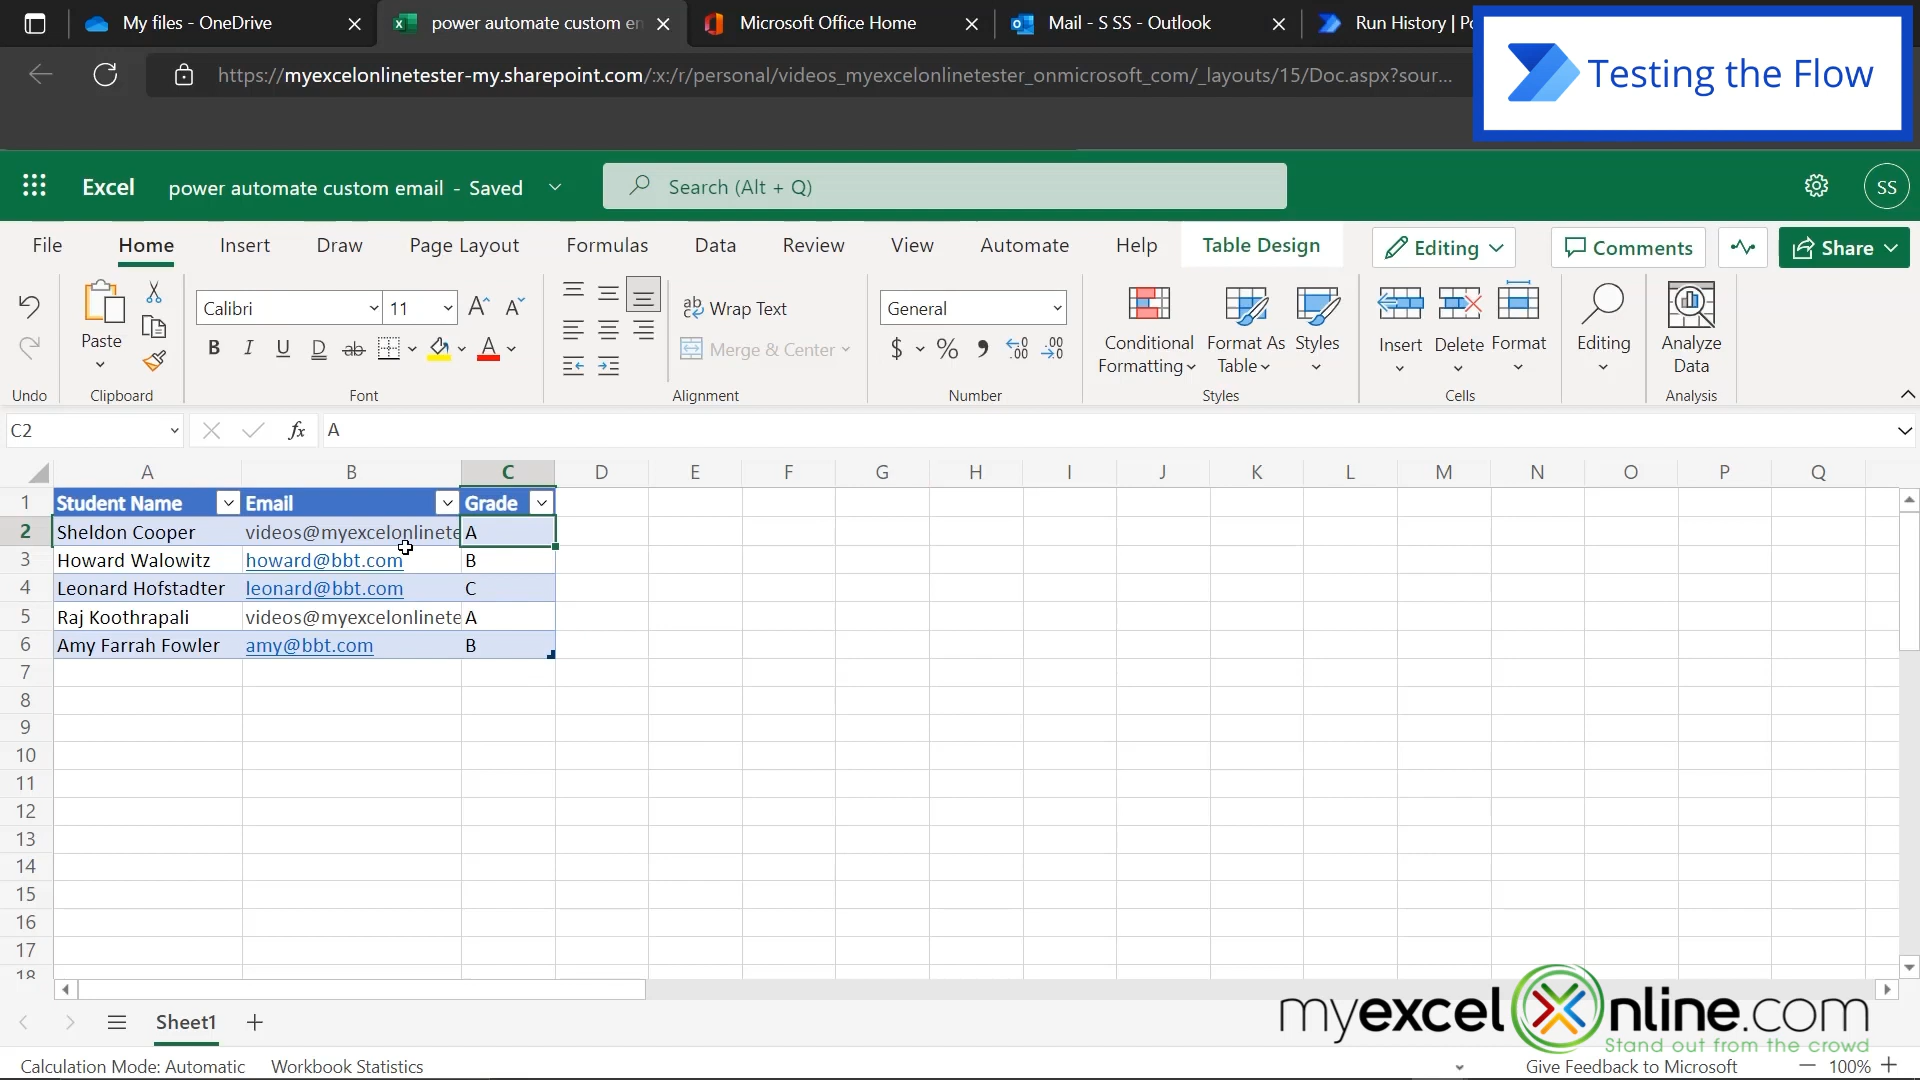 My files - OneDrive
power automate custom en
Microsoft Office Home
Mail - S SS - Outlook
Run History | Po
https://myexcelonlinetester-my.sharepoint.com/:x:/r/personal/videos_myexcelonlinetester_onmicrosoft_com/_layouts/15/Doc.aspx?sour...
Testing the Flow
Excel power automate custom email - Saved
Search (Alt + Q)
SS
File Home Insert Draw Page Layout Formulas Data Review View Automate Help Table Design
Editing Comments Share
Paste
Calibri 11
Wrap Text
Merge & Center
General
Conditional Formatting
Format As Table
Styles
Insert Delete Format
Editing
Analyze Data
Undo Clipboard Font Alignment Number Styles Cells Analysis
C2 fx A
A B C D E F G H I J K L M N O P Q
1 Student Name Email Grade
2 Sheldon Cooper videos@myexcelonlinete A
3 Howard Walowitz howard@bbt.com B
4 Leonard Hofstadter leonard@bbt.com C
5 Raj Koothrapali videos@myexcelonlinete A
6 Amy Farrah Fowler amy@bbt.com B
7
8
9
10
11
12
13
14
15
16
17
18
Sheet1
myexcelonline.com
Stand out from the crowd
Calculation Mode: Automatic Workbook Statistics
Give Feedback to Microsoft 100%